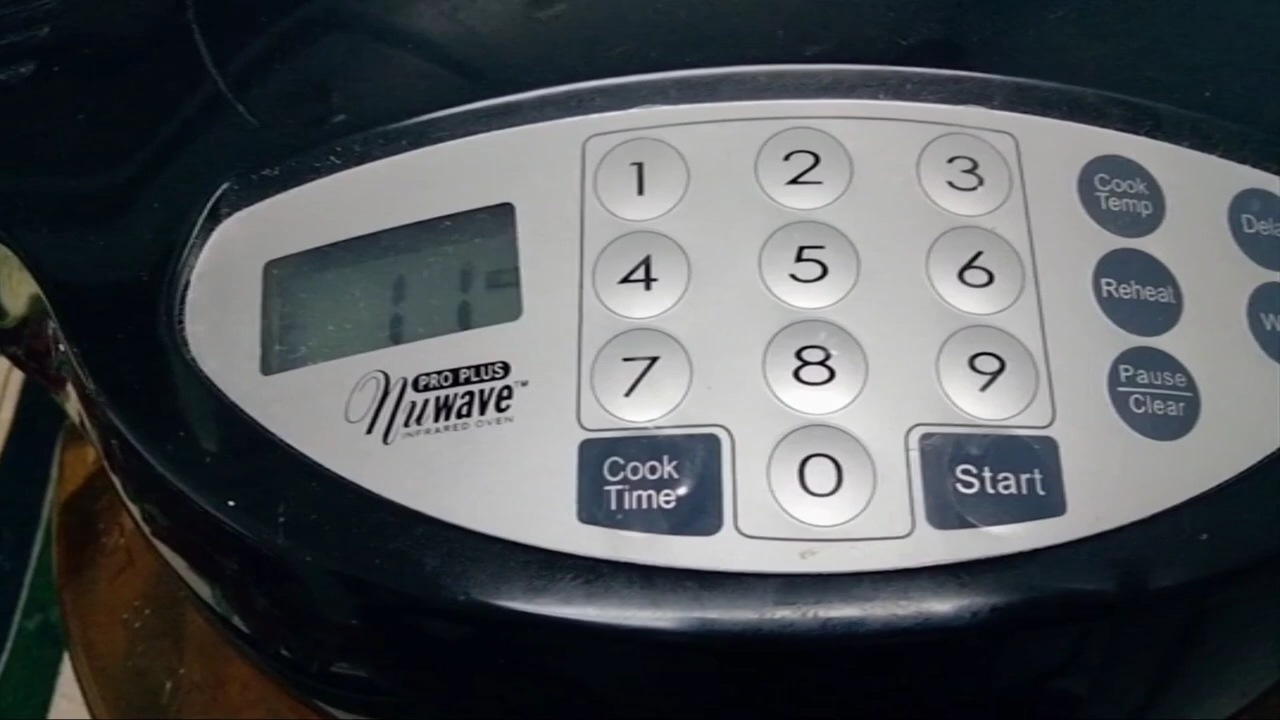 1 2 3
4 5 6
7 8 9
0
Cook
Temp
Reheat
Pause
Clear
PRO PLUS
Nuwave™
INFRARED OVEN
Cook
Time
Start